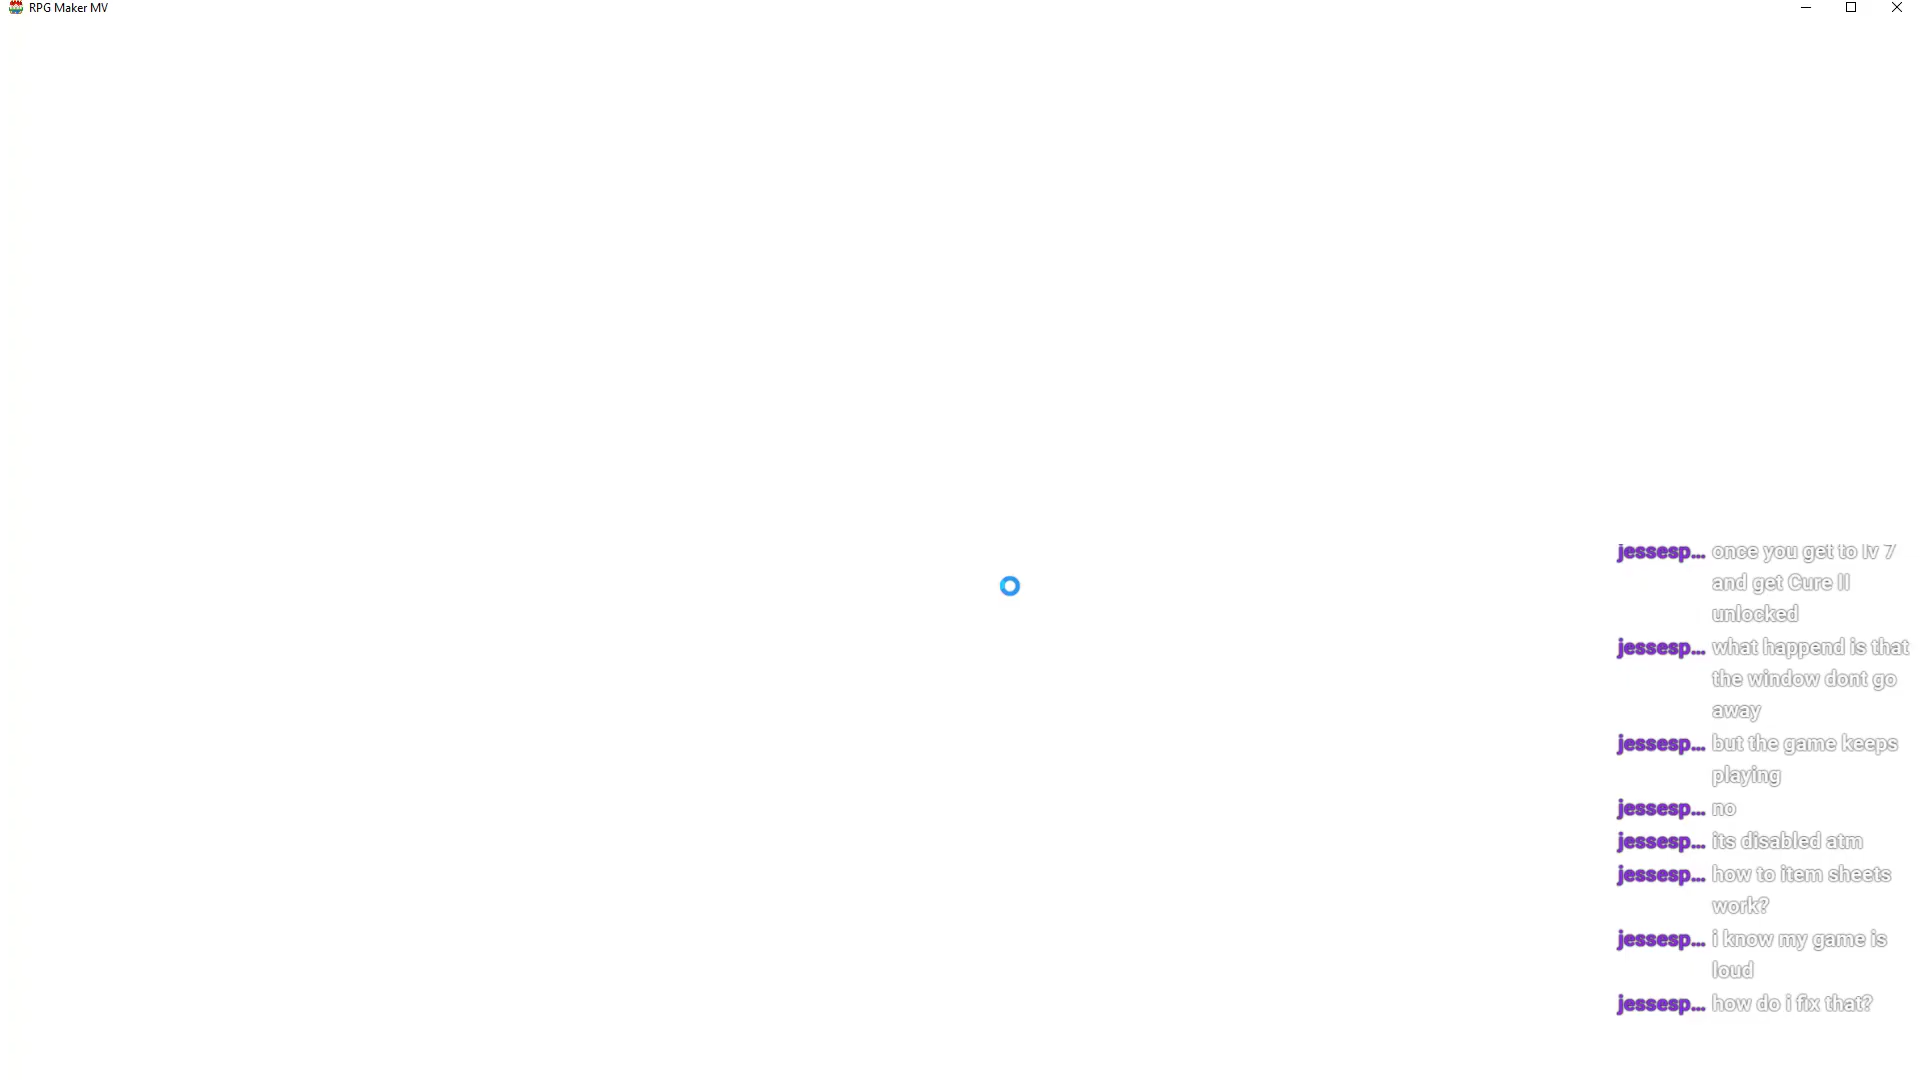 RPG Maker MV
jessesp... once you get to lv 7
and get Cure II
unlocked
jessesp... what happend is that
the window dont go
away
jessesp... but the game keeps
playing
jessesp... no
jessesp... its disabled atm
jessesp... how to item sheets
work?
jessesp... i know my game is
loud
jessesp... how do i fix that?